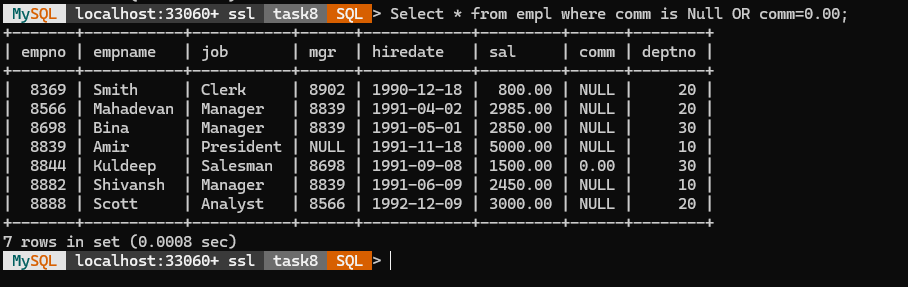 MySQL localhost:33060+ ssl task8 SQL > Select * from empl where comm is Null OR comm=0.00;
+-------+-----------+-----------+------+------------+---------+------+--------+
| empno | empname   | job       | mgr  | hiredate   | sal     | comm | deptno |
+-------+-----------+-----------+------+------------+---------+------+--------+
|  8369 | Smith     | Clerk     | 8902 | 1990-12-18 |  800.00 | NULL |     20 |
|  8566 | Mahadevan | Manager   | 8839 | 1991-04-02 | 2985.00 | NULL |     20 |
|  8698 | Bina      | Manager   | 8839 | 1991-05-01 | 2850.00 | NULL |     30 |
|  8839 | Amir      | President | NULL | 1991-11-18 | 5000.00 | NULL |     10 |
|  8844 | Kuldeep   | Salesman  | 8698 | 1991-09-08 | 1500.00 | 0.00 |     30 |
|  8882 | Shivansh  | Manager   | 8839 | 1991-06-09 | 2450.00 | NULL |     10 |
|  8888 | Scott     | Analyst   | 8566 | 1992-12-09 | 3000.00 | NULL |     20 |
+-------+-----------+-----------+------+------------+---------+------+--------+
7 rows in set (0.0008 sec)
MySQL localhost:33060+ ssl task8 SQL >